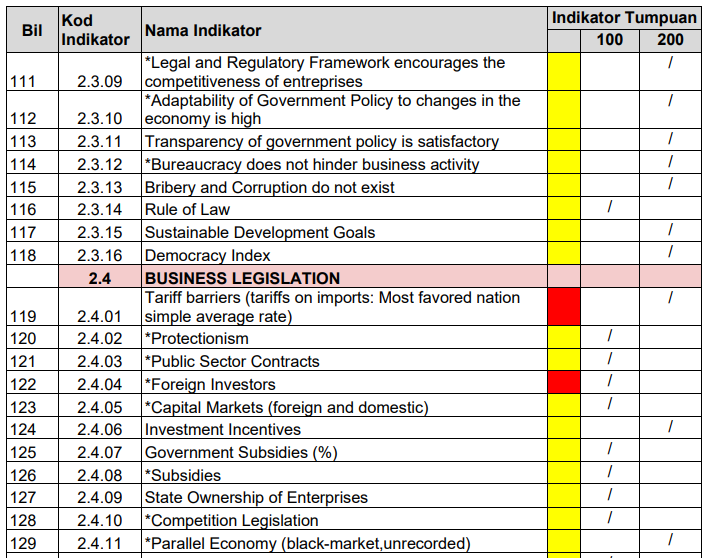 Bil Kod Indikator Nama Indikator Indikator Tumpuan
100 200
111 2.3.09 *Legal and Regulatory Framework encourages the competitiveness of entreprises /
112 2.3.10 *Adaptability of Government Policy to changes in the economy is high /
113 2.3.11 Transparency of government policy is satisfactory /
114 2.3.12 *Bureaucracy does not hinder business activity /
115 2.3.13 Bribery and Corruption do not exist /
116 2.3.14 Rule of Law /
117 2.3.15 Sustainable Development Goals /
118 2.3.16 Democracy Index /
2.4 BUSINESS LEGISLATION
119 2.4.01 Tariff barriers (tariffs on imports: Most favored nation simple average rate) /
120 2.4.02 *Protectionism /
121 2.4.03 *Public Sector Contracts /
122 2.4.04 *Foreign Investors /
123 2.4.05 *Capital Markets (foreign and domestic) /
124 2.4.06 Investment Incentives /
125 2.4.07 Government Subsidies (%) /
126 2.4.08 *Subsidies /
127 2.4.09 State Ownership of Enterprises /
128 2.4.10 *Competition Legislation /
129 2.4.11 *Parallel Economy (black-market,unrecorded) /